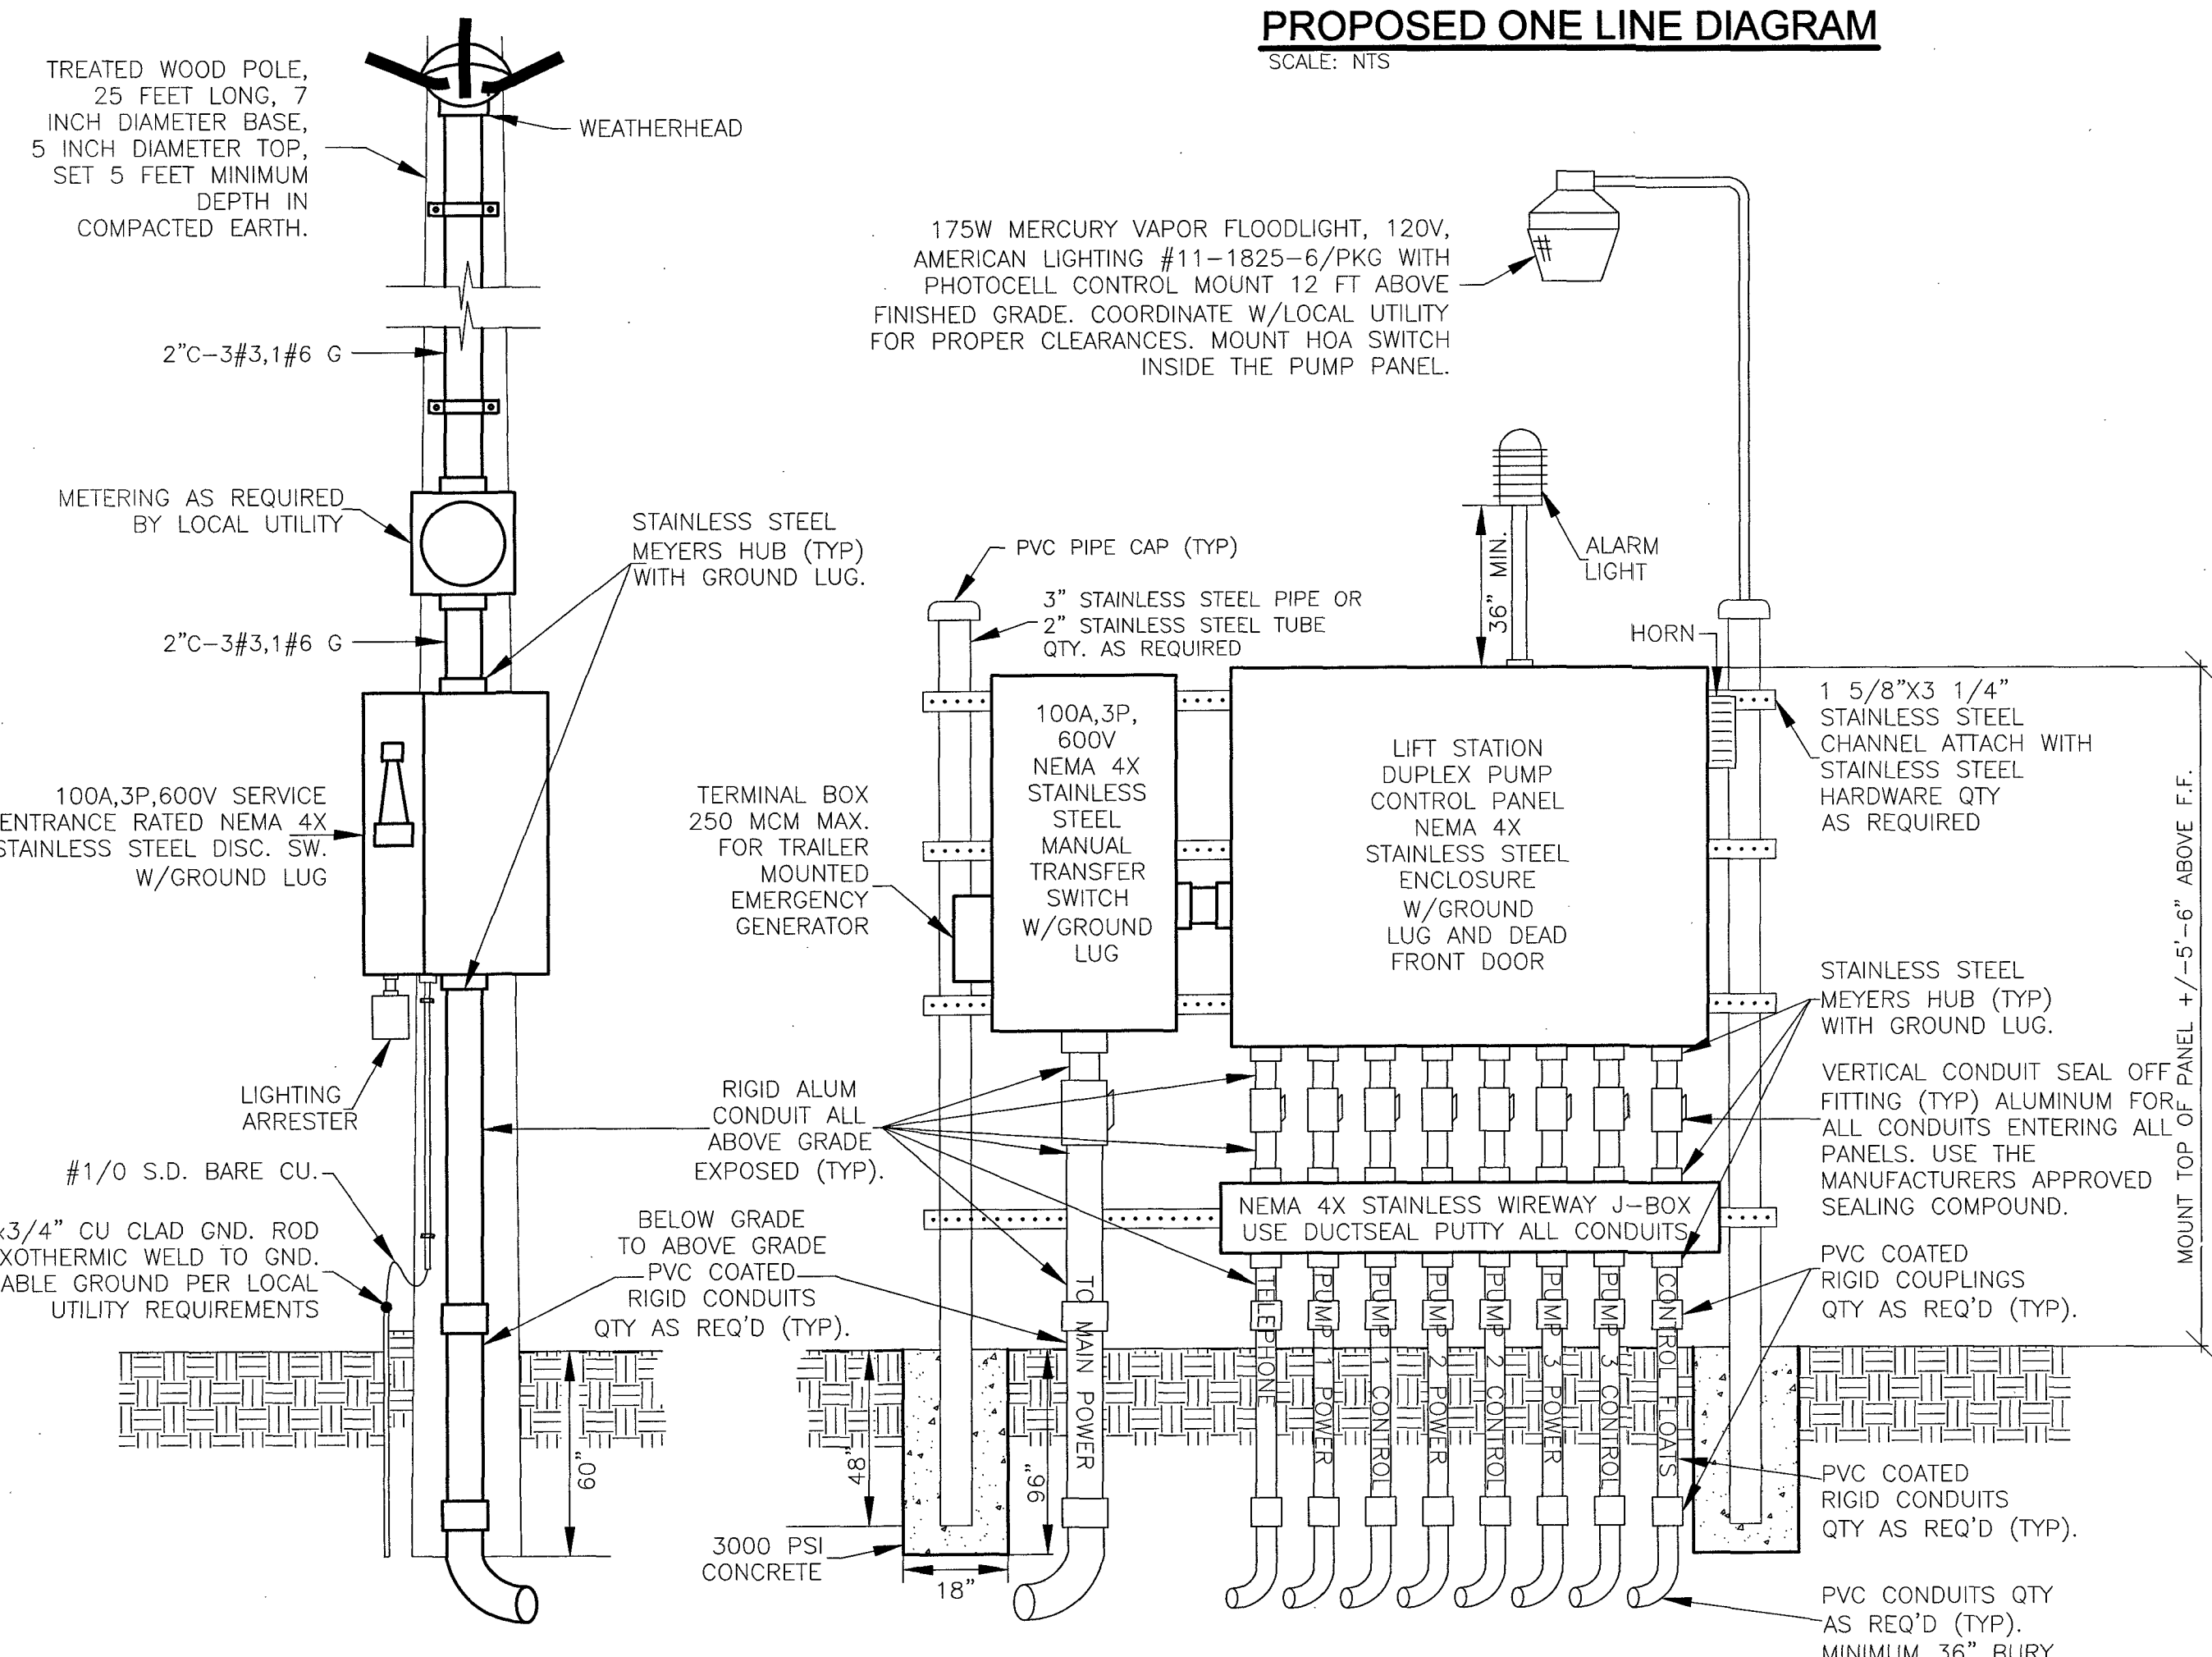 PROPOSED ONE LINE DIAGRAM
SCALE: NTS
TREATED WOOD POLE,
25 FEET LONG, 7
INCH DIAMETER BASE,
5 INCH DIAMETER TOP,
SET 5 FEET MINIMUM
DEPTH IN
COMPACTED EARTH.
WEATHERHEAD
175W MERCURY VAPOR FLOODLIGHT, 120V,
AMERICAN LIGHTING #11-1825-6/PKG WITH
PHOTOCELL CONTROL MOUNT 12 FT ABOVE
FINISHED GRADE. COORDINATE W/LOCAL UTILITY
FOR PROPER CLEARANCES. MOUNT HOA SWITCH
INSIDE THE PUMP PANEL.
2"C-3#3,1#6 G
METERING AS REQUIRED
BY LOCAL UTILITY
STAINLESS STEEL
MEYERS HUB (TYP)
WITH GROUND LUG.
2"C-3#3,1#6 G
PVC PIPE CAP (TYP)
3" STAINLESS STEEL PIPE OR
2" STAINLESS STEEL TUBE
QTY. AS REQUIRED
36" MIN.
ALARM
LIGHT
HORN
1 5/8"X3 1/4"
STAINLESS STEEL
CHANNEL ATTACH WITH
STAINLESS STEEL
HARDWARE QTY
AS REQUIRED
100A,3P,600V SERVICE
ENTRANCE RATED NEMA 4X
STAINLESS STEEL DISC. SW.
W/GROUND LUG
TERMINAL BOX
250 MCM MAX.
FOR TRAILER
MOUNTED
EMERGENCY
GENERATOR
100A,3P,
600V
NEMA 4X
STAINLESS
STEEL
MANUAL
TRANSFER
SWITCH
W/GROUND
LUG
LIFT STATION
DUPLEX PUMP
CONTROL PANEL
NEMA 4X
STAINLESS STEEL
ENCLOSURE
W/GROUND
LUG AND DEAD
FRONT DOOR
MOUNT TOP OF PANEL +/-5'-6" ABOVE F.F.
STAINLESS STEEL
MEYERS HUB (TYP)
WITH GROUND LUG.
LIGHTING
ARRESTER
RIGID ALUM
CONDUIT ALL
ABOVE GRADE
EXPOSED (TYP).
VERTICAL CONDUIT SEAL OFF
FITTING (TYP) ALUMINUM FOR
ALL CONDUITS ENTERING ALL
PANELS. USE THE
MANUFACTURERS APPROVED
SEALING COMPOUND.
#1/0 S.D. BARE CU.
x3/4" CU CLAD GND. ROD
XOTHERMIC WELD TO GND.
ABLE GROUND PER LOCAL
UTILITY REQUIREMENTS
BELOW GRADE
TO ABOVE GRADE
PVC COATED
RIGID CONDUITS
QTY AS REQ'D (TYP).
NEMA 4X STAINLESS WIREWAY J-BOX
USE DUCTSEAL PUTTY ALL CONDUITS
PVC COATED
RIGID COUPLINGS
QTY AS REQ'D (TYP).
TO MAIN POWER
TELEPHONE
PUMP 1 POWER
PUMP 1 CONTROL
PUMP 2 POWER
PUMP 2 CONTROL
PUMP 3 POWER
PUMP 3 CONTROL
CONTROL FLOATS
60"
48"
96"
18"
3000 PSI
CONCRETE
PVC COATED
RIGID CONDUITS
QTY AS REQ'D (TYP).
PVC CONDUITS QTY
AS REQ'D (TYP).
MINIMUM 36" BURY